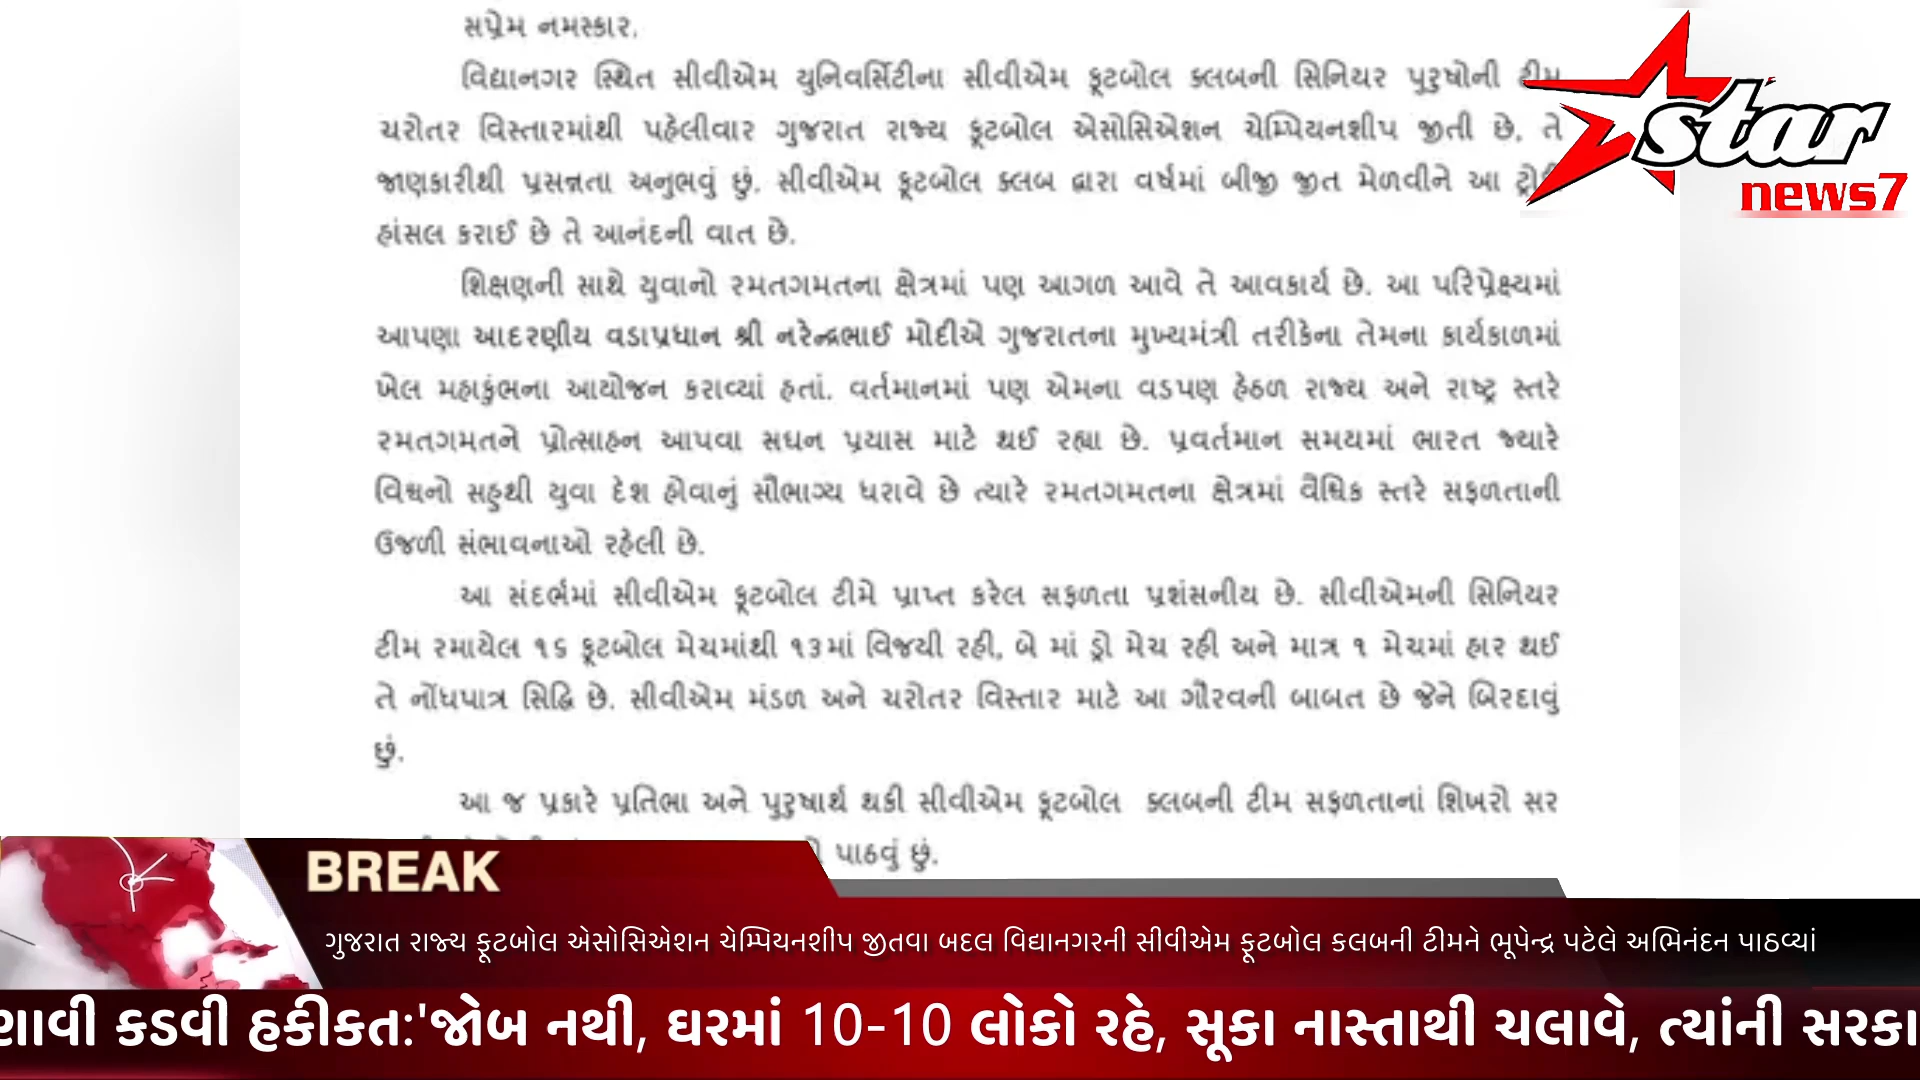 સપ્રેમ નમસ્કાર.
વિદ્યાનગર સ્થિત સીવીએમ યુનિવર્સિટીના સીવીએમ ફૂટબોલ ક્લબની સિનિયર પુરુષોની ટીમ
ચરોતર વિસ્તારમાંથી પહેલીવાર ગુજરાત રાજ્ય ફૂટબોલ એસોસિએશન ચેમ્પિયનશીપ જીતી છે, તે
જાણકારીથી પ્રસન્નતા અનુભવું છું. સીવીએમ ફૂટબોલ ક્લબ દ્વારા વર્ષમાં બીજી જીત મેળવીને આ
હાંસલ કરાઈ છે તે આનંદની વાત છે.
શિક્ષણની સાથે યુવાનો રમતગમતના ક્ષેત્રમાં પણ આગળ આવે તે આવકાર્ય છે. આ પરિપ્રેક્ષ્યમાં
આપણા આદરણીય વડાપ્રધાન શ્રી નરેન્દ્રભાઈ મોદીએ ગુજરાતના મુખ્યમંત્રી તરીકેના તેમના કાર્યકાળમાં
ખેલ મહાકુંભના આયોજન કરાવ્યાં હતાં. વર્તમાનમાં પણ એમના વડપણ હેઠળ રાજ્ય અને રાષ્ટ્ર સ્તરે
રમતગમતને પ્રોત્સાહન આપવા સઘન પ્રયાસ માટે થઈ રહ્યા છે. પ્રવર્તમાન સમયમાં ભારત જ્યારે
વિશ્વનો સહુથી યુવા દેશ હોવાનું સૌભાગ્ય ધરાવે છે ત્યારે રમતગમતના ક્ષેત્રમાં વૈશ્વિક સ્તરે સફળતાની
ઉજળી સંભાવનાઓ રહેલી છે.
આ સંદર્ભમાં સીવીએમ ફૂટબોલ ટીમે પ્રાપ્ત કરેલ સફળતા પ્રશંસનીય છે. સીવીએમની સિનિયર
ટીમ રમાયેલ ૧૬ ફૂટબોલ મેચમાંથી ૧૩માં વિજયી રહી, બે માં ડ્રો મેચ રહી અને માત્ર ૧ મેચમાં હાર થઈ
તે નોંધપાત્ર સિદ્ધિ છે. સીવીએમ મંડળ અને ચરોતર વિસ્તાર માટે આ ગૌરવની બાબત છે જેને બિરદાવું
છું.
આ જ પ્રકારે પ્રતિભા અને પુરુષાર્થ થકી સીવીએમ ફૂટબોલ ક્લબની ટીમ સફળતાનાં શિખરો સર
પાઠવું છું.
star
news7
BREAK
ગુજરાત રાજ્ય ફૂટબોલ એસોસિએશન ચેમ્પિયનશીપ જીતવા બદલ વિદ્યાનગરની સીવીએમ ફૂટબોલ કલબની ટીમને ભૂપેન્દ્ર પટેલે અભિનંદન પાઠવ્યાં
ણાવી કડવી હકીકત:'જોબ નથી, ઘરમાં 10-10 લોકો રહે, સૂકા નાસ્તાથી ચલાવે, ત્યાંની સરકા